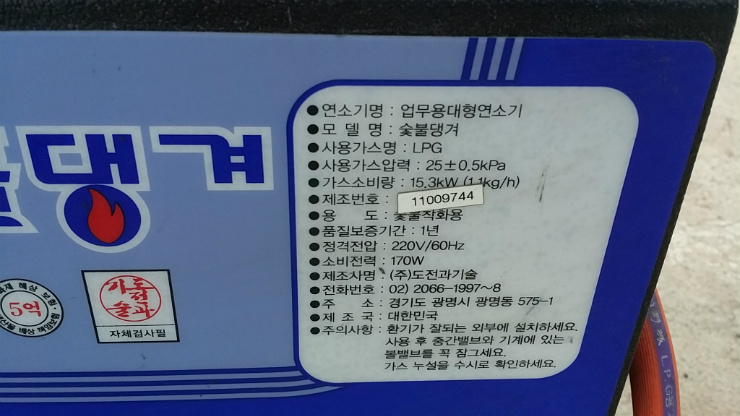 불댕겨
● 연소기명 : 업무용대형연소기
● 모 델 명 : 숯불댕겨
● 사용가스명 : LPG
● 사용가스압력 : 25±0.5kPa
● 가스소비량 : 15.3kW (1.1kg/h)
● 제조번호 : 11009744
● 용 도 : 숯불착화용
● 품질보증기간 : 1년
● 정격전압 : 220V/60Hz
● 소비전력 : 170W
● 제조사명 : (주)도전과기술
● 전화번호 : 02) 2066-1997~8
● 주 소 : 경기도 광명시 광명동 575-1
● 제 조 국 : 대한민국
● 주의사항 : 환기가 잘되는 외부에 설치하세요.
사용 후 중간밸브와 기계에 있는
볼밸브를 꼭 잠그세요.
가스 누설을 수시로 확인하세요.
5억
자체검사필
LPG용